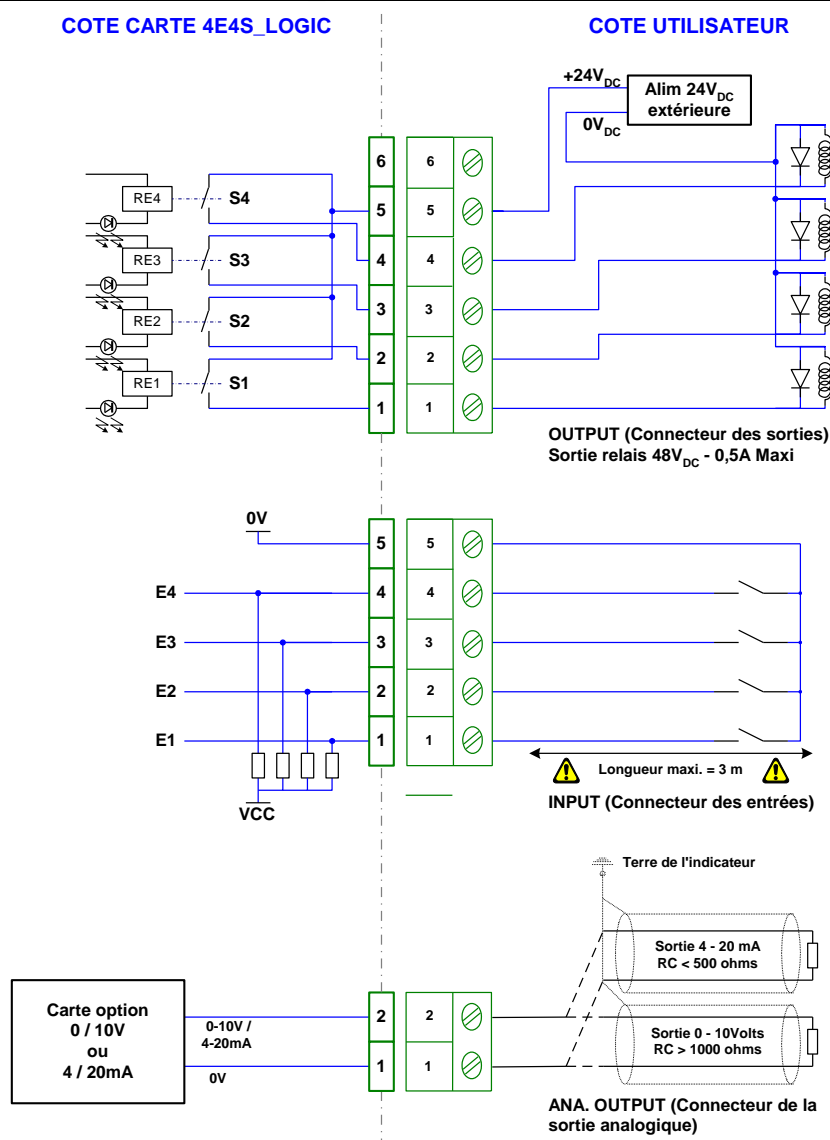 COTE CARTE 4E4S_LOGIC
COTE UTILISATEUR
+24VDC
Alim 24VDC
extérieure
0VDC
6
6
RE4
S4
5
5
RE3
S3
4
4
3
3
RE2
S2
2
2
RE1
S1
1
1
OUTPUT (Connecteur des sorties)
Sortie relais 48VDC - 0,5A Maxi
0V
5
5
E4
4
4
E3
3
3
E2
2
2
E1
1
1
Longueur maxi. = 3 m
VCC
INPUT (Connecteur des entrées)
Terre de l'indicateur
Sortie 4 - 20 mA
RC < 500 ohms
Carte option
0 / 10V
ou
4 / 20mA
0-10V /
4-20mA
0V
2
2
1
1
Sortie 0 - 10Volts
RC > 1000 ohms
ANA. OUTPUT (Connecteur de la
sortie analogique)